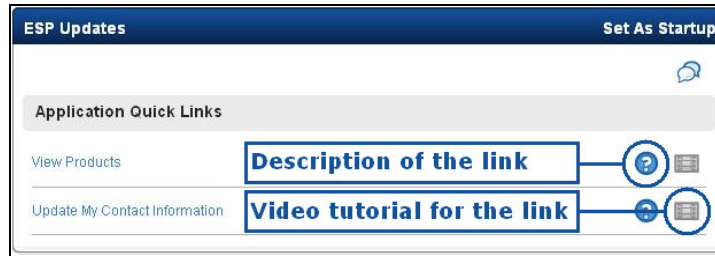 ESP Updates Set As Startup
Application Quick Links
View Products Description of the link ?
Update My Contact Information Video tutorial for the link ?